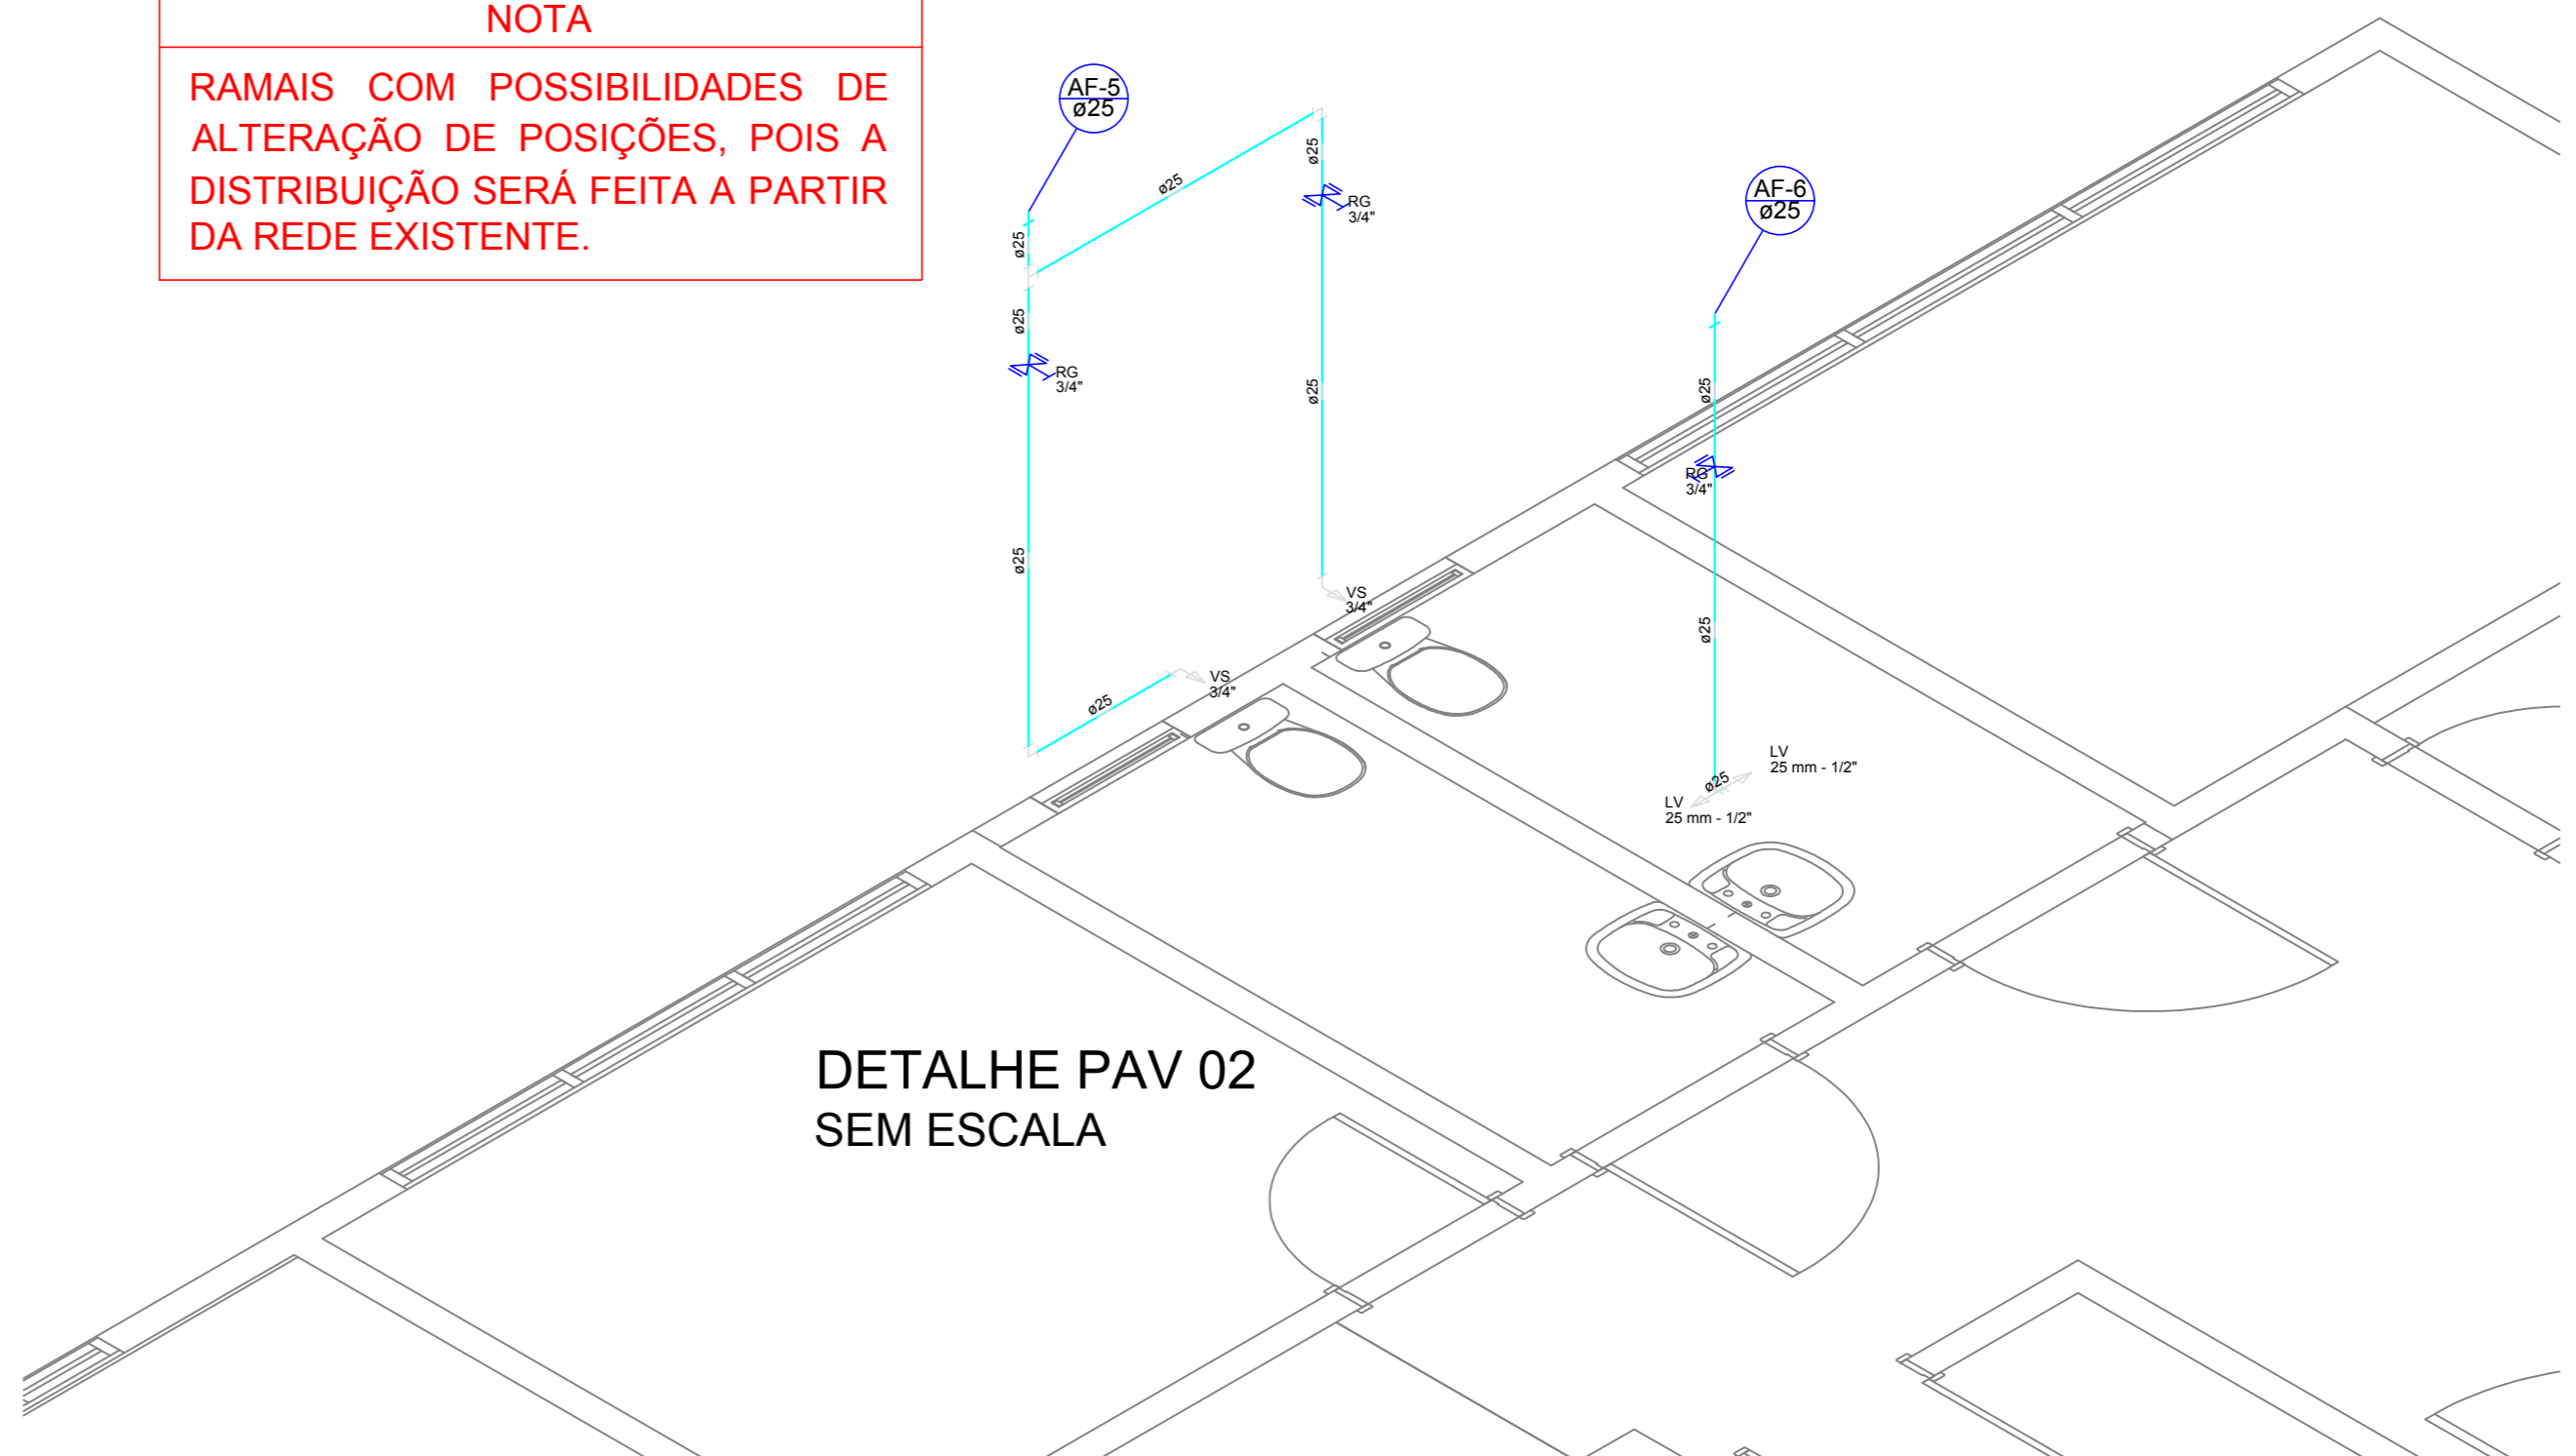 NOTA
RAMAIS COM POSSIBILIDADES DE
ALTERAÇÃO DE POSIÇÕES, POIS A
DISTRIBUIÇÃO SERÁ FEITA A PARTIR
DA REDE EXISTENTE.
AF-5
ø25
ø25
ø25
RG
3/4"
ø25
ø25
ø25
RG
3/4"
ø25
VS
3/4"
ø25
ø25
VS
3/4"
AF-6
ø25
ø25
RG
3/4"
ø25
ø25
LV
25 mm - 1/2"
LV
25 mm - 1/2"
DETALHE PAV 02
SEM ESCALA